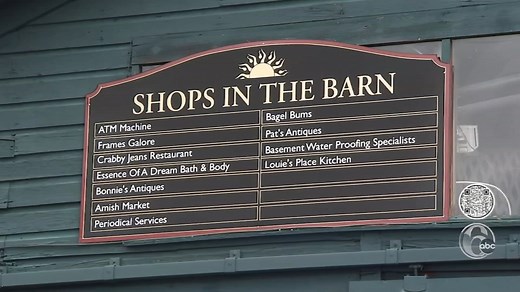 SHOPS IN THE BARN
ATM Machine
Frames Galore
Crabby Jeans Restaurant
Essence Of A Dream Bath & Body
Bonnie's Antiques
Amish Market
Periodical Services
Bagel Bums
Pat's Antiques
Basement Water Proofing Specialists
Louie's Place Kitchen
6abc